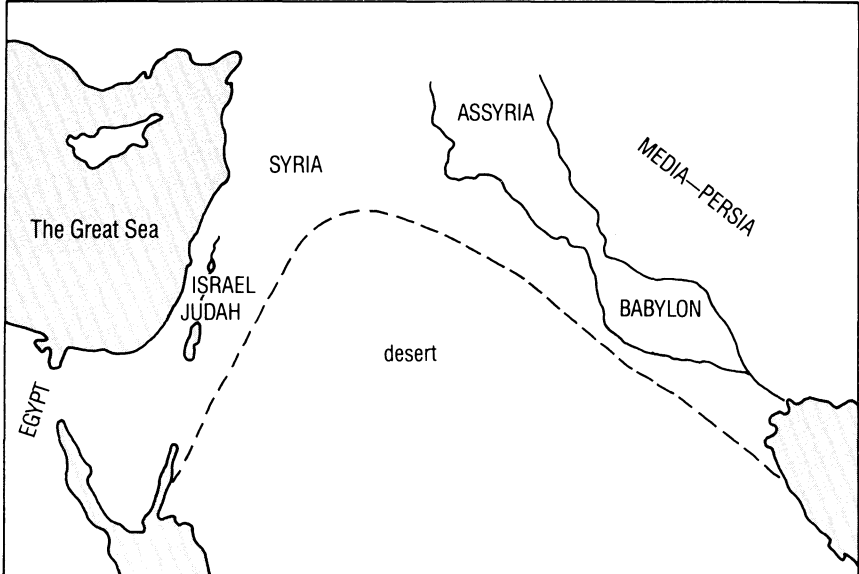 ASSYRIA
MEDIA—PERSIA
SYRIA
The Great Sea
ISRAEL
JUDAH
BABYLON
desert
EGYPT